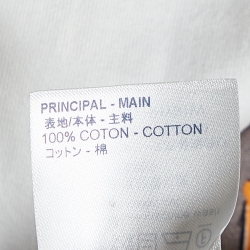 PRINCIPAL - MAIN
表地/本体 - 主料
100% COTON - COTTON
コットン - 棉